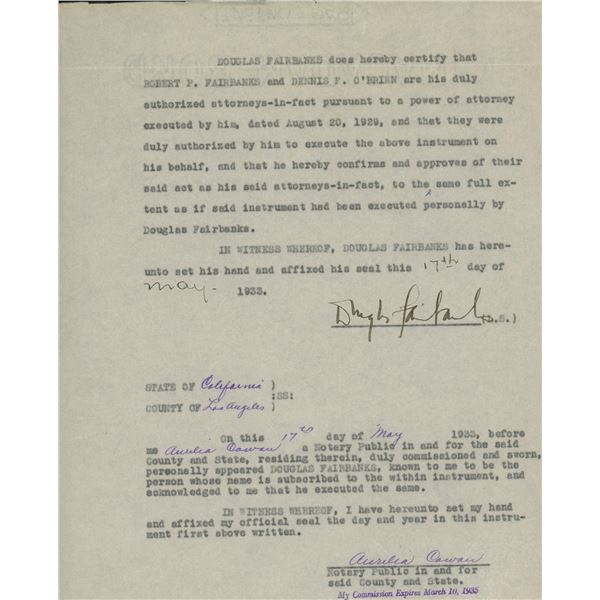 DOUGLAS FAIRBANKS does hereby certify that
ROBERT P. FAIRBANKS and DENNIS F. O'BRIEN are his duly
authorized attorneys-in-fact pursuant to a power of attorney
executed by him, dated August 20, 1929, and that they were
duly authorized by him to execute the above instrument on
his behalf, and that he hereby confirms and approves of their
said act as his said attorneys-in-fact, to the same full ex-
tent as if said instrument had been executed personally by
Douglas Fairbanks.
IN WITNESS WHEREOF, DOUGLAS FAIRBANKS has here-
unto set his hand and affixed his seal this 17th day of
May. 1933.
Douglas Fairbanks (L.S.)
STATE OF California )
:SS:
COUNTY OF Los Angeles )
On this 17th day of May 1933, before
me Aurelia Cowan a Notary Public in and for the said
County and State, residing therein, duly commissioned and sworn,
personally appeared DOUGLAS FAIRBANKS, known to me to be the
person whose name is subscribed to the within instrument, and
acknowledged to me that he executed the same.
IN WITNESS WHEREOF, I have hereunto set my hand
and affixed my official seal the day and year in this instru-
ment first above written.
Aurelia Cowan
Notary Public in and for
said County and State.
My Commission Expires March 10, 1935